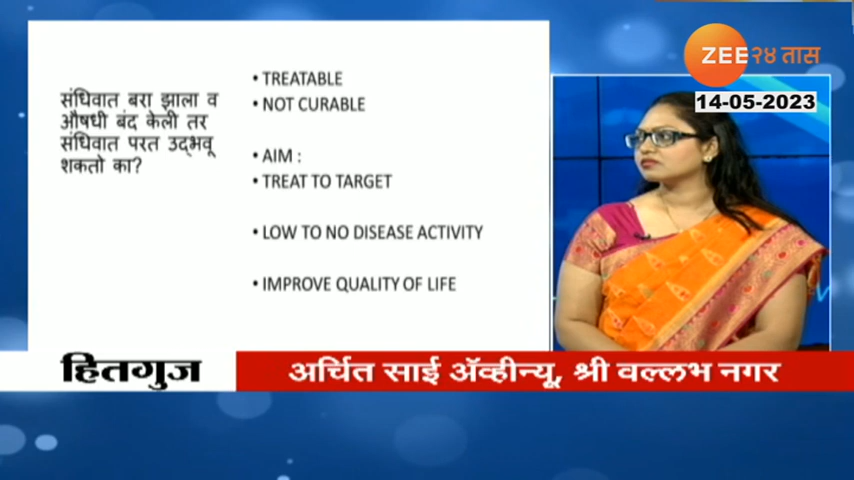 संधिवात बरा झाला व
औषधी बंद केली तर
संधिवात परत उद्भवू
शकतो का?
• TREATABLE
• NOT CURABLE
• AIM :
• TREAT TO TARGET
• LOW TO NO DISEASE ACTIVITY
• IMPROVE QUALITY OF LIFE
ZEE २४ तास
14-05-2023
हितगुज
अर्चित साई ॲव्हीन्यू, श्री वल्लभ नगर